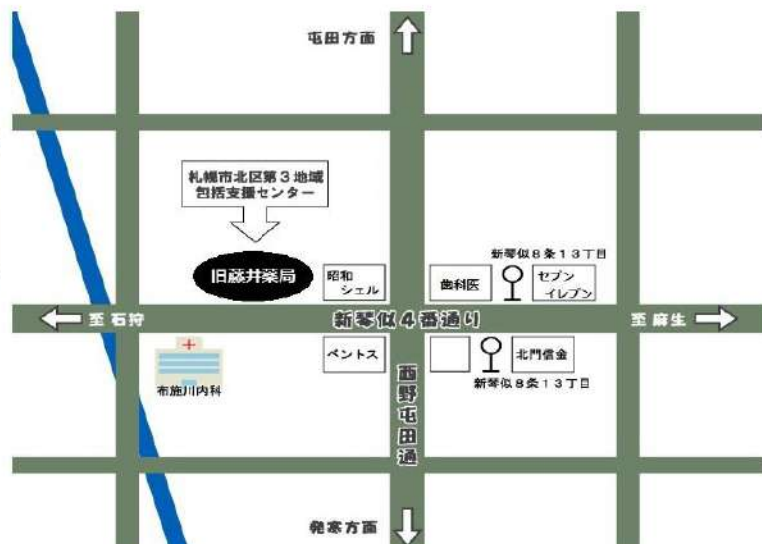 屯田方面
札幌市北区第3地域
包括支援センター
旧藤井薬局
昭和
シェル
歯科医
新琴似8条13丁目
セブン
イレブン
至 石狩
新琴似4番通り
至 麻生
布施川内科
ベントス
北門信金
新琴似8条13丁目
西野屯田通
発寒方面